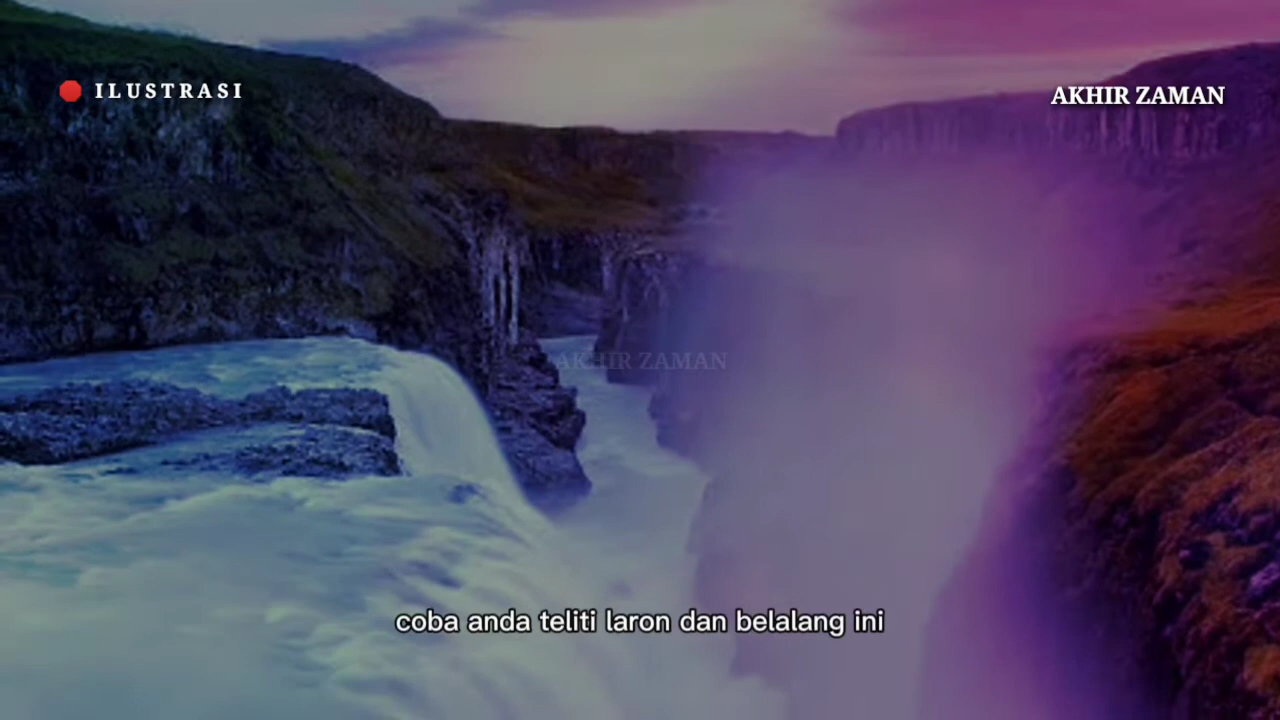 ILUSTRASI
AKHIR ZAMAN
AKHIR ZAMAN
coba anda teliti laron dan belalang ini